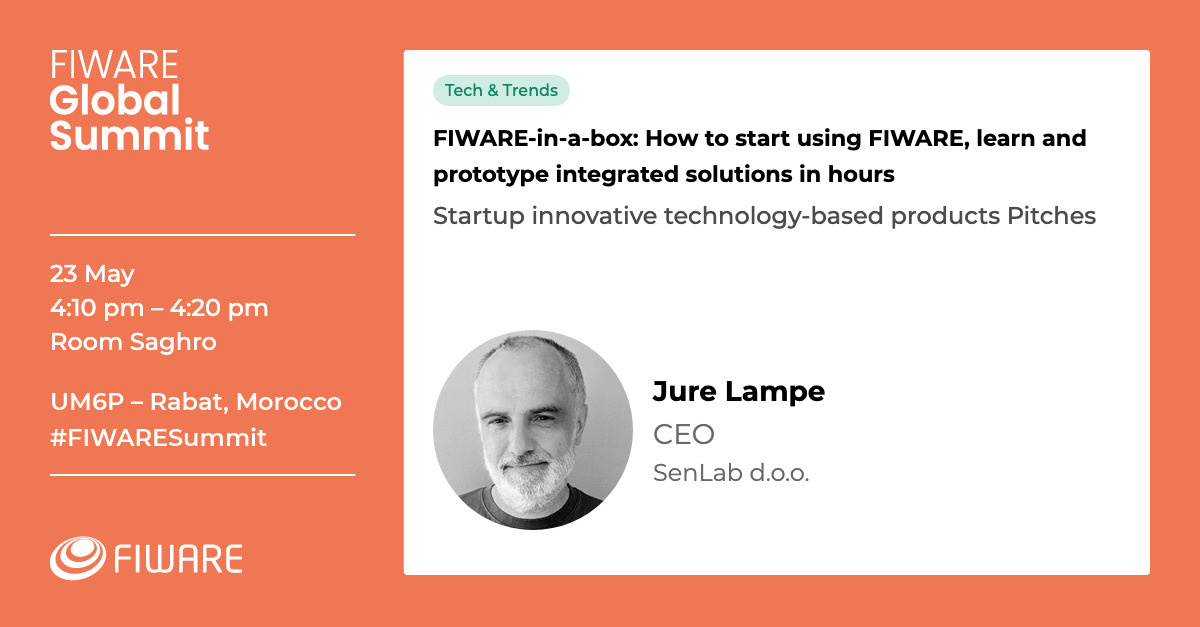 FIWARE
Global
Summit
23 May
4:10 pm – 4:20 pm
Room Saghro
UM6P – Rabat, Morocco
#FIWARESummit
FIWARE
Tech & Trends
FIWARE-in-a-box: How to start using FIWARE, learn and
prototype integrated solutions in hours
Startup innovative technology-based products Pitches
Jure Lampe
CEO
SenLab d.o.o.